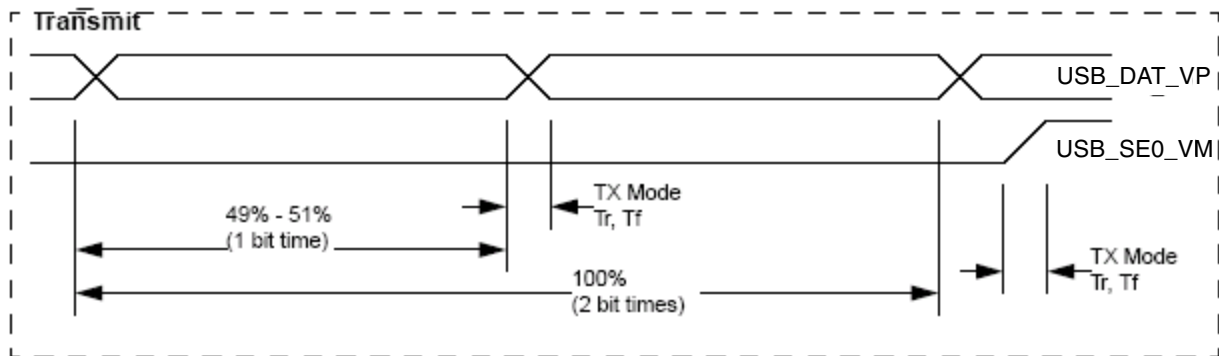 Transmit
USB_DAT_VP
USB_SE0_VM
TX Mode
Tr, Tf
49% - 51%
(1 bit time)
TX Mode
Tr, Tf
100%
(2 bit times)